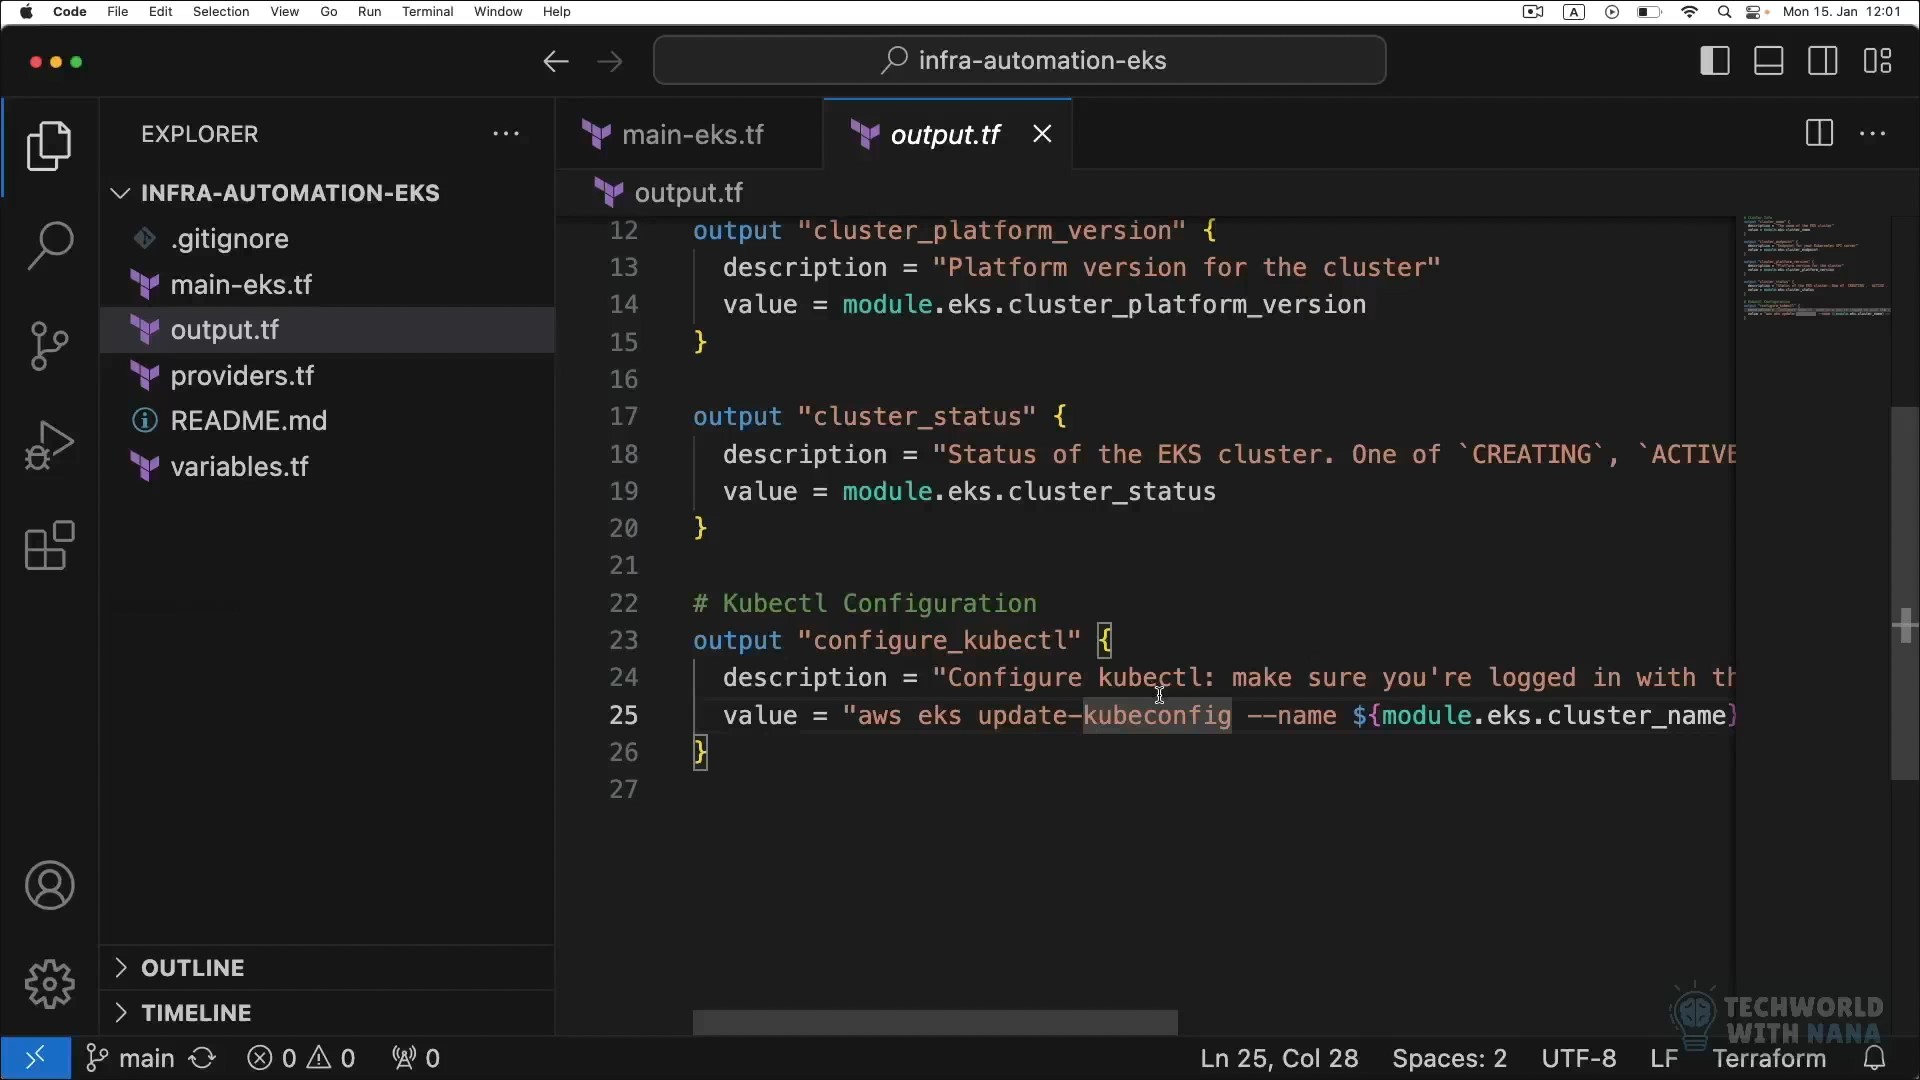 Code File Edit Selection View Go Run Terminal Window Help
A
Mon 15. Jan 12:01
infra-automation-eks
EXPLORER
INFRA-AUTOMATION-EKS
.gitignore
main-eks.tf
output.tf
providers.tf
README.md
variables.tf
OUTLINE
TIMELINE
main-eks.tf
output.tf
output.tf
12 output "cluster_platform_version" {
13 description = "Platform version for the cluster"
14 value = module.eks.cluster_platform_version
15 }
16
17 output "cluster_status" {
18 description = "Status of the EKS cluster. One of `CREATING`, `ACTIVE
19 value = module.eks.cluster_status
20 }
21
22 # Kubectl Configuration
23 output "configure_kubectl" {
24 description = "Configure kubectl: make sure you're logged in with th
25 value = "aws eks update-kubeconfig --name ${module.eks.cluster_name}
26 }
27
TECHWORLD
WITH NANA
main 0 0 0 Ln 25, Col 28 Spaces: 2 UTF-8 LF Terraform